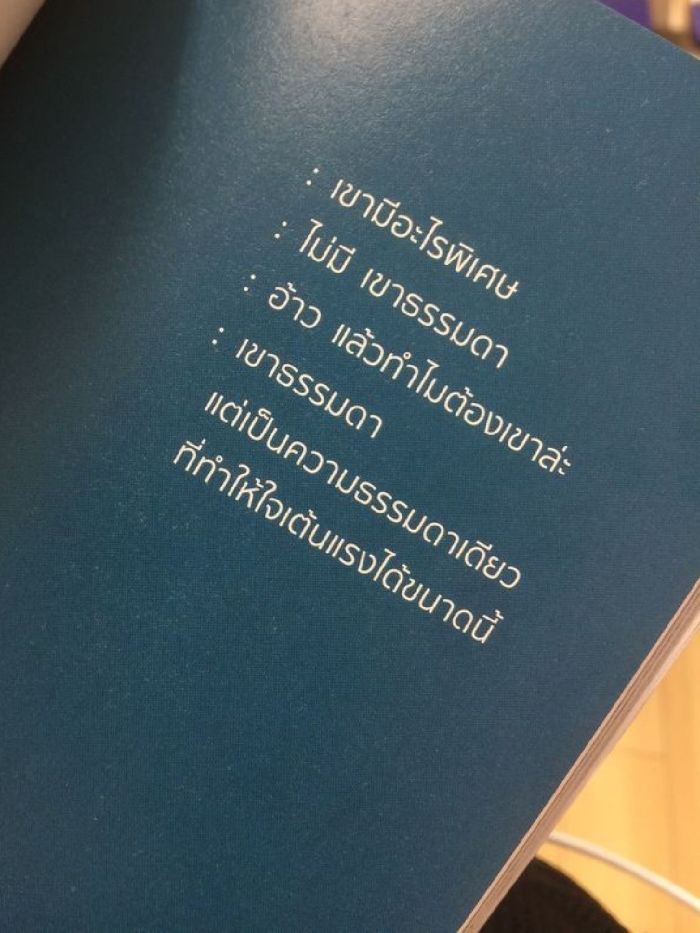 : เขามีอะไรพิเศษ
: ไม่มี เขาธรรมดา
: อ้าว แล้วทำไมต้องเขาล่ะ
: เขาธรรมดา
แต่เป็นความธรรมดาเดียว
ที่ทำให้ใจเต้นแรงได้ขนาดนี้